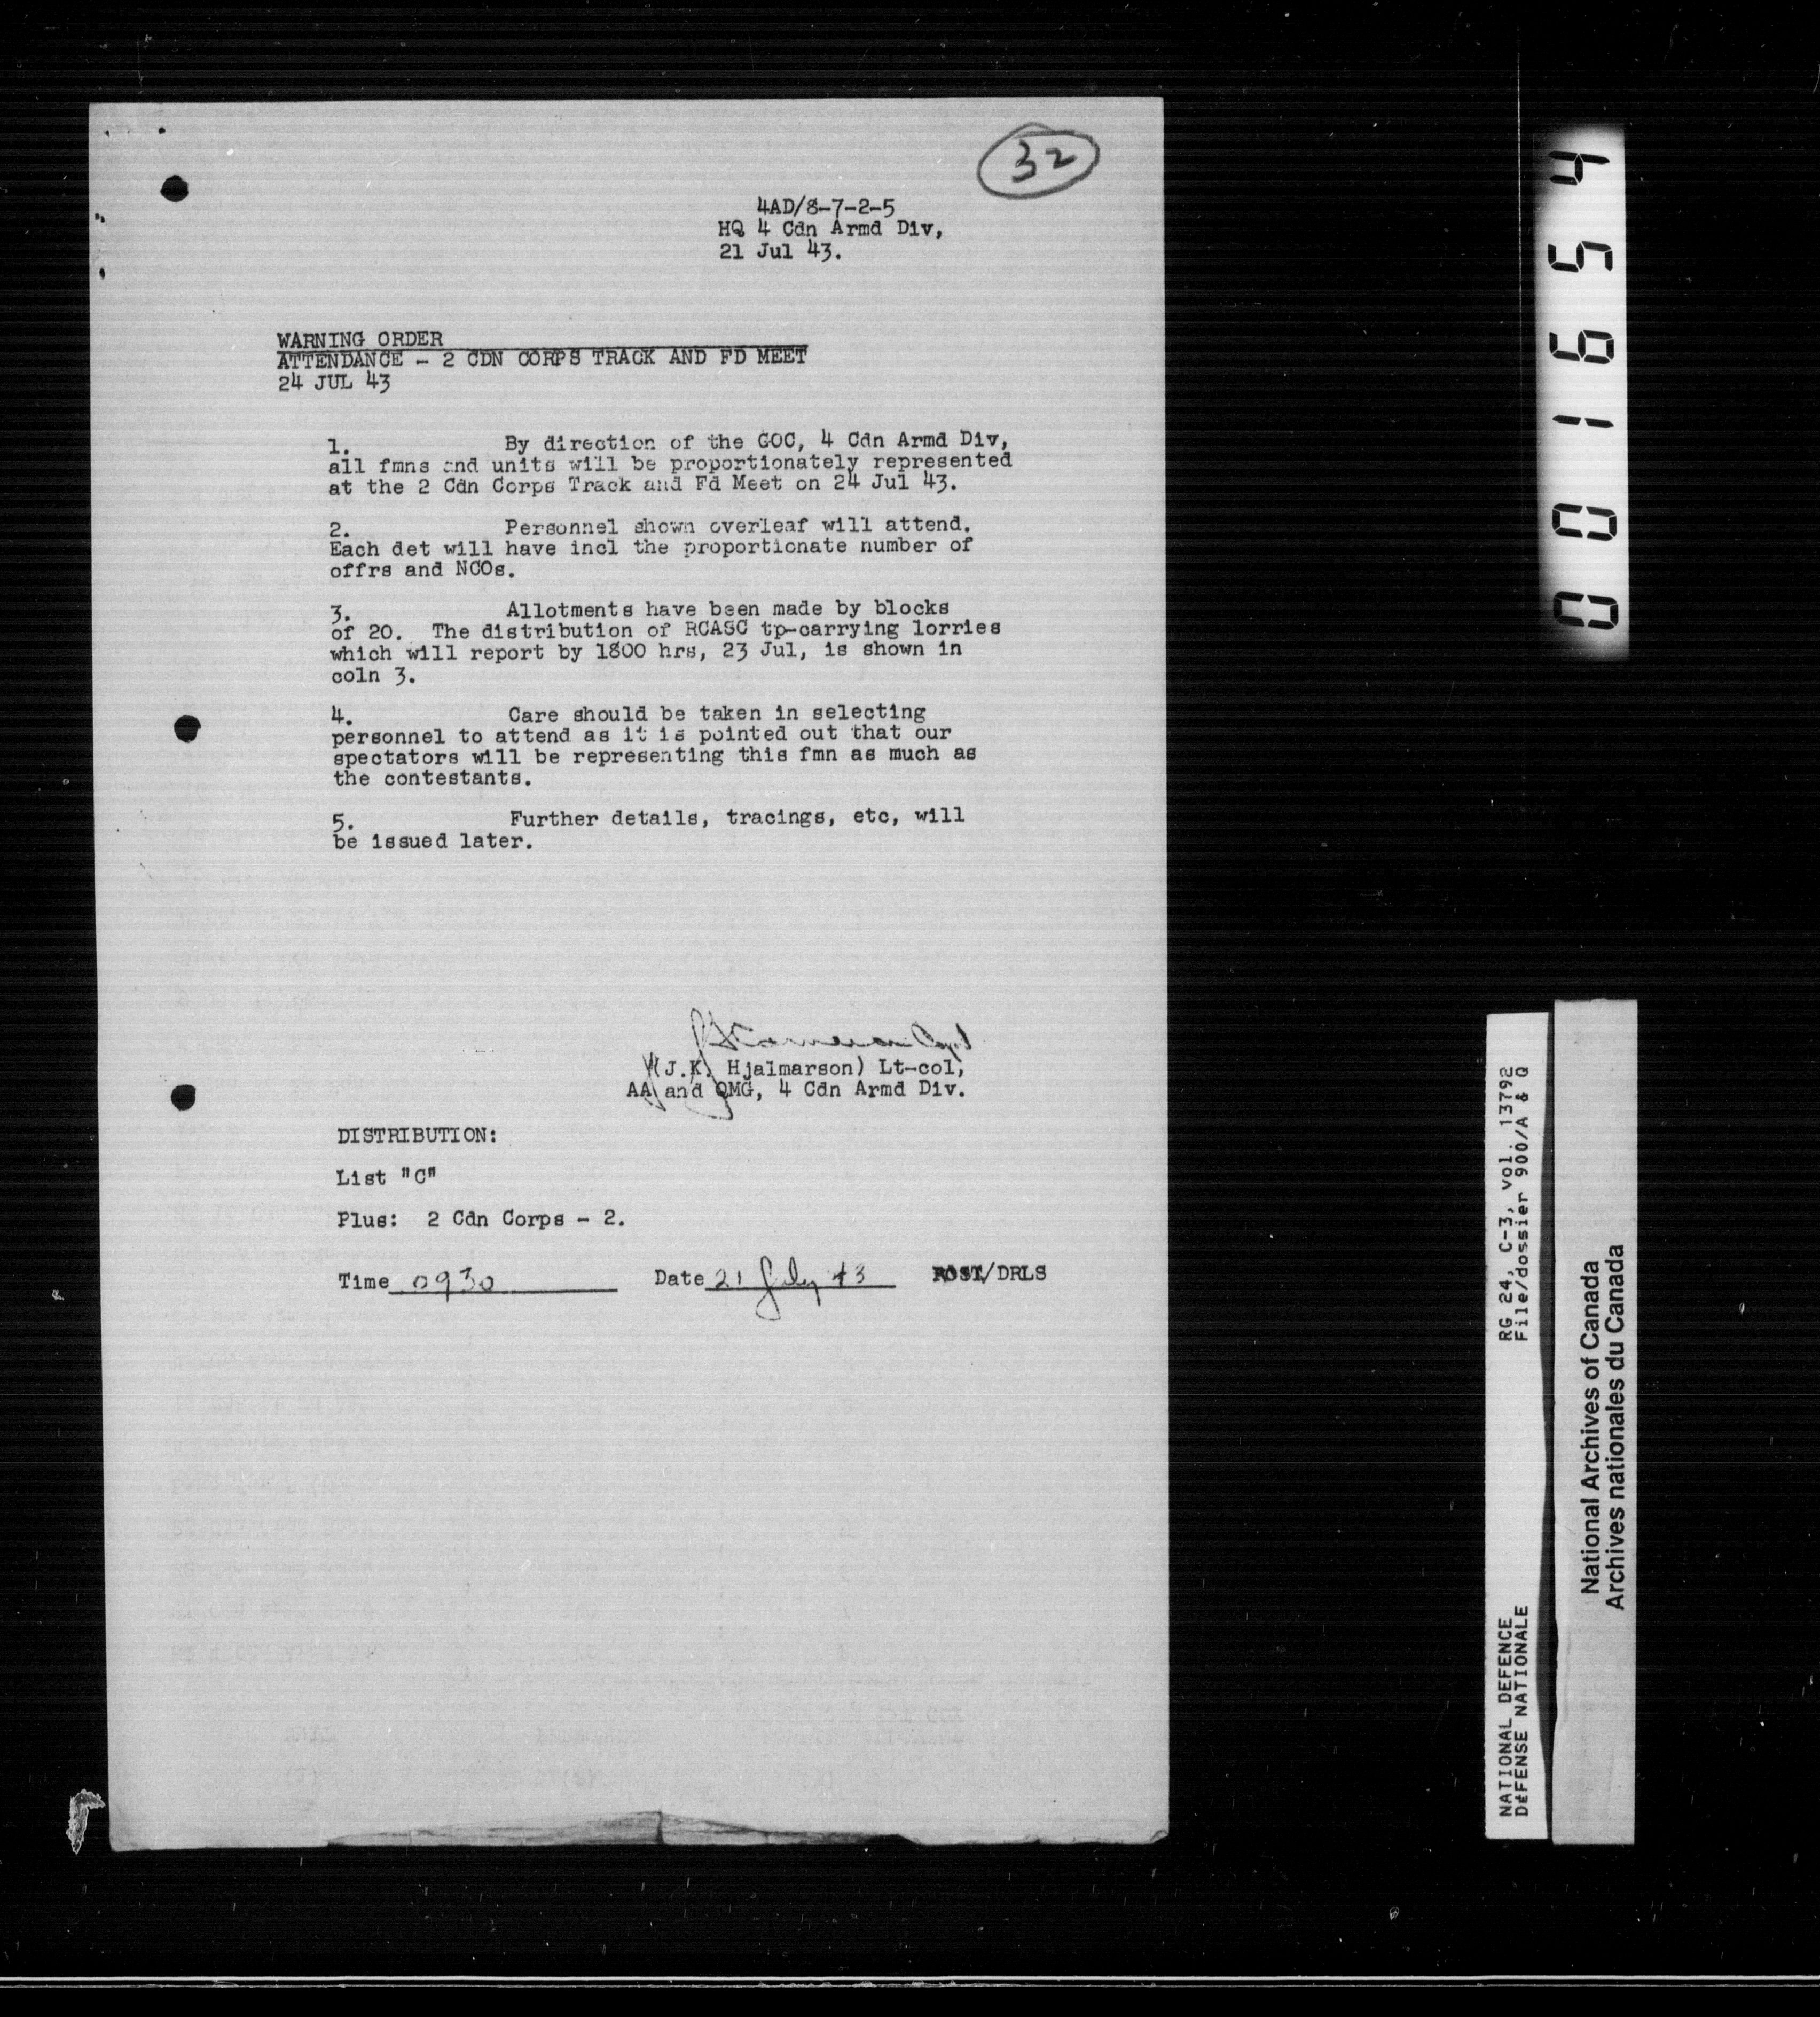 32
4AD/8-7-2-5
HQ 4 Cdn Armd Div,
21 Jul 43.
WARNING ORDER
ATTENDANCE - 2 CDN CORPS TRACK AND FD MEET
24 JUL 43
1. By direction of the GOC, 4 Cdn Armd Div,
all fmns and units will be proportionately represented
at the 2 Cdn Corps Track and Fd Meet on 24 Jul 43.
2. Personnel shown overleaf will attend.
Each det will have incl the proportionate number of
offrs and NCOs.
3. Allotments have been made by blocks
of 20. The distribution of RCASC tp-carrying lorries
which will report by 1800 hrs, 23 Jul, is shown in
coln 3.
4. Care should be taken in selecting
personnel to attend as it is pointed out that our
spectators will be representing this fmn as much as
the contestants.
5. Further details, tracings, etc, will
be issued later.
Capt
(J.K. Hjalmarson) Lt-col,
AA and QMG, 4 Cdn Armd Div.
DISTRIBUTION:
List "C"
Plus: 2 Cdn Corps - 2.
Time 0930 Date 21 July 43 POST/DRLS
001654
RG 24, C-3, vol. 13792
File/dossier 900/A & Q
NATIONAL DEFENCE
DÉFENSE NATIONALE
National Archives of Canada
Archives nationales du Canada